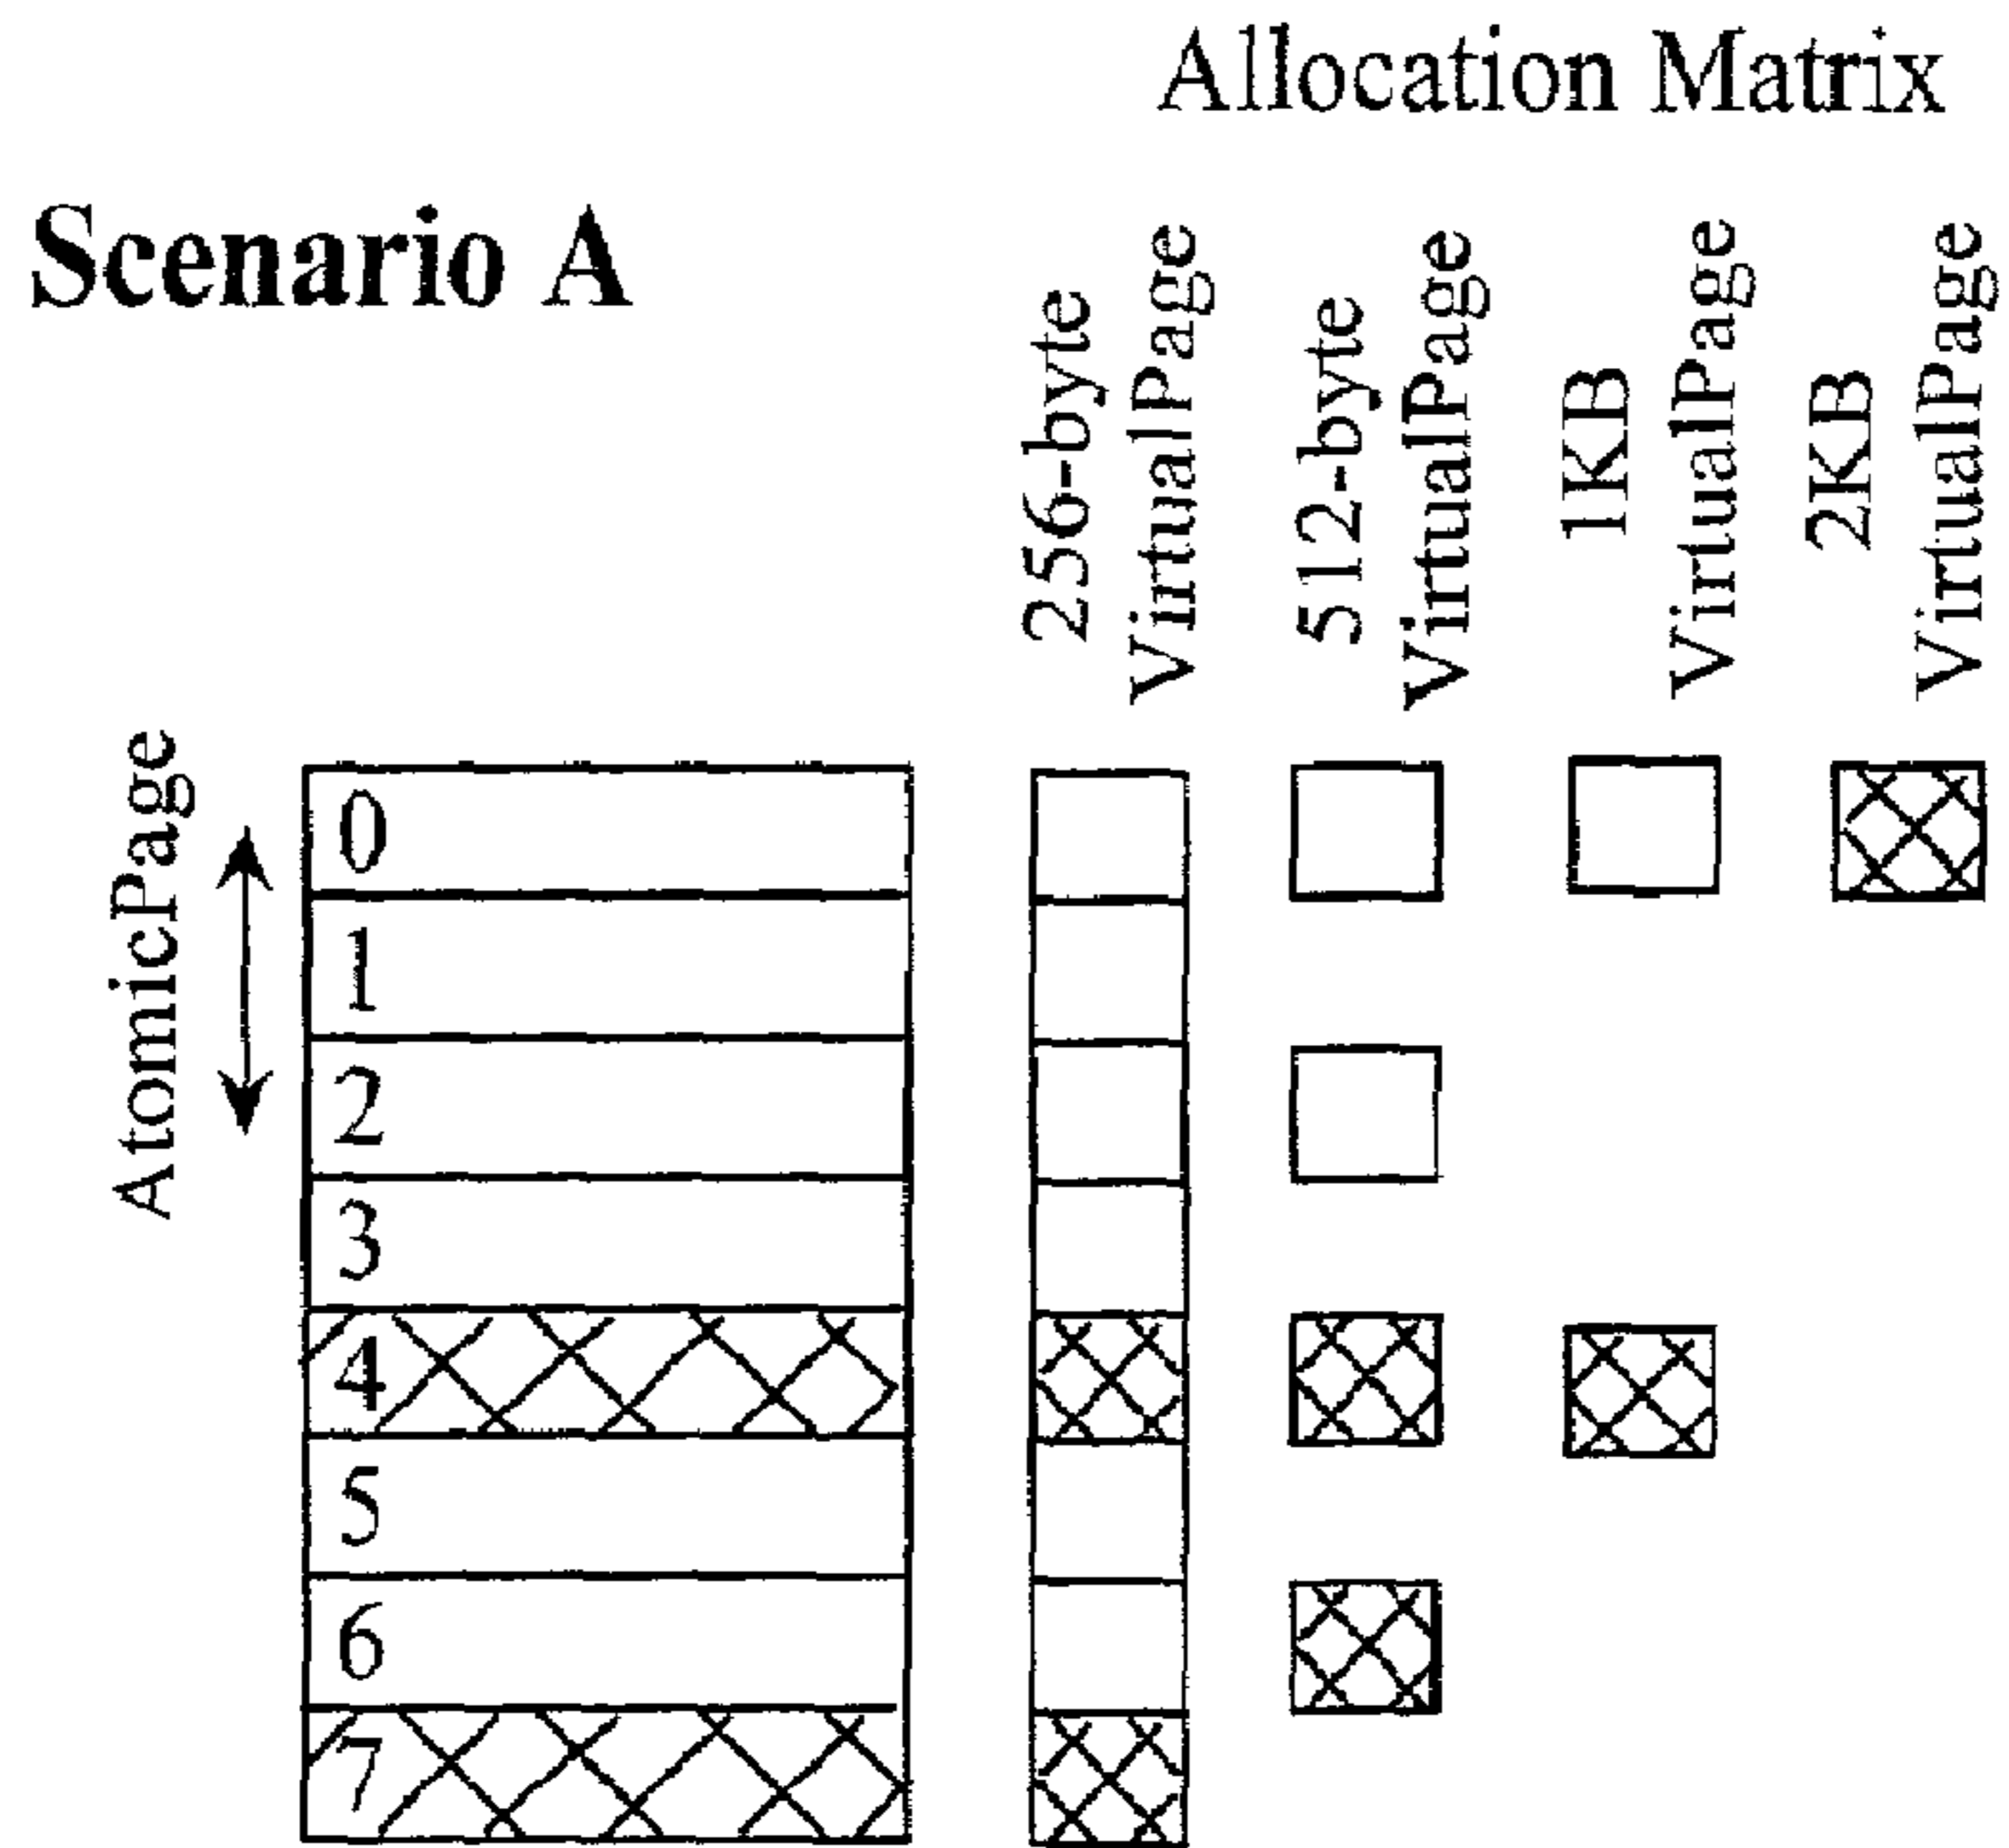 Allocation Matrix
Scenario A
256-byte
VirtualPage
512-byte
VirtualPage
1KB
VirtualPage
2KB
VirtualPage
AtomicPage
0
1
2
3
4
5
6
7